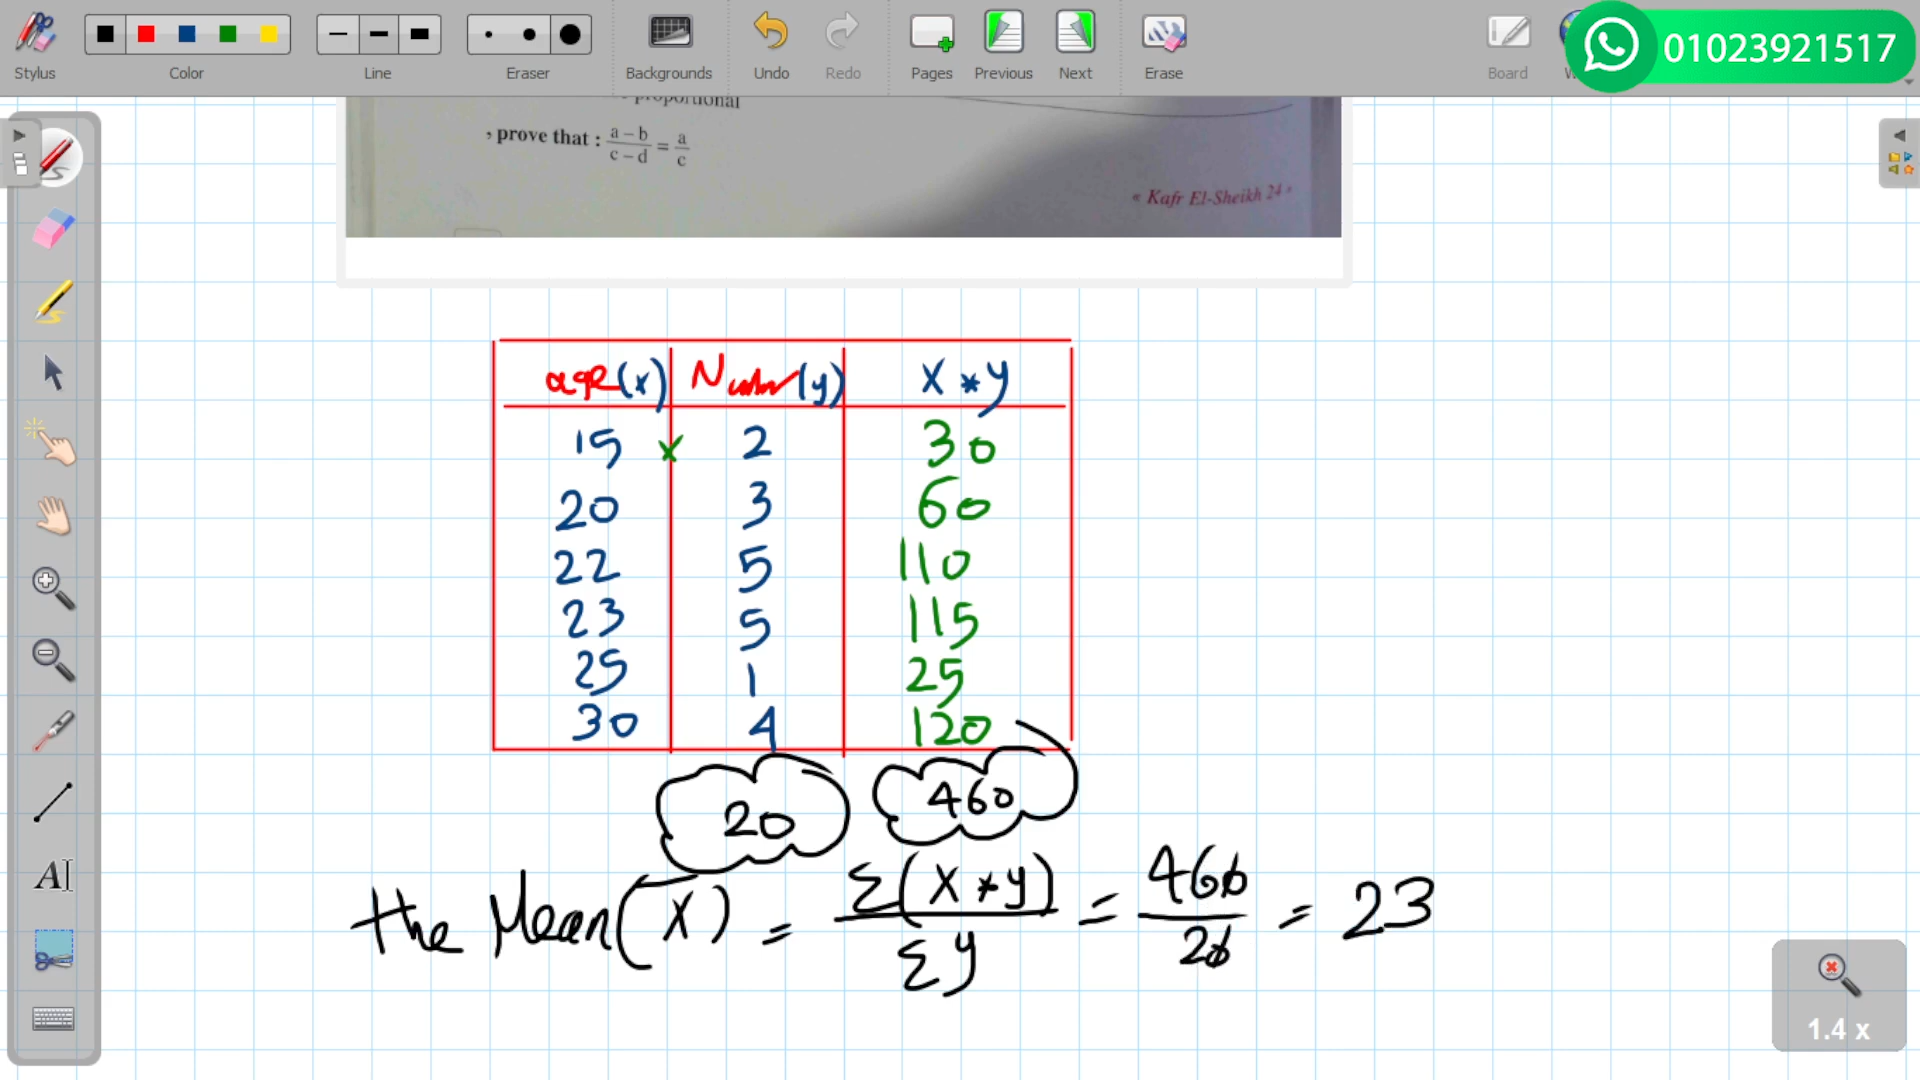 Stylus Color Line Eraser Backgrounds Undo Redo Pages Previous Next Erase Board
01023921517
proportional
, prove that : a – b / c – d = a / c
« Kafr El-Sheikh 24 »
age(x) Number(y) X * y
15 x 2 30
20 3 60
22 5 110
23 5 115
25 1 25
30 4 120
20 460
the Mean(X̄) = Σ(X * y) / Σy = 460 / 20 = 23
1.4 x